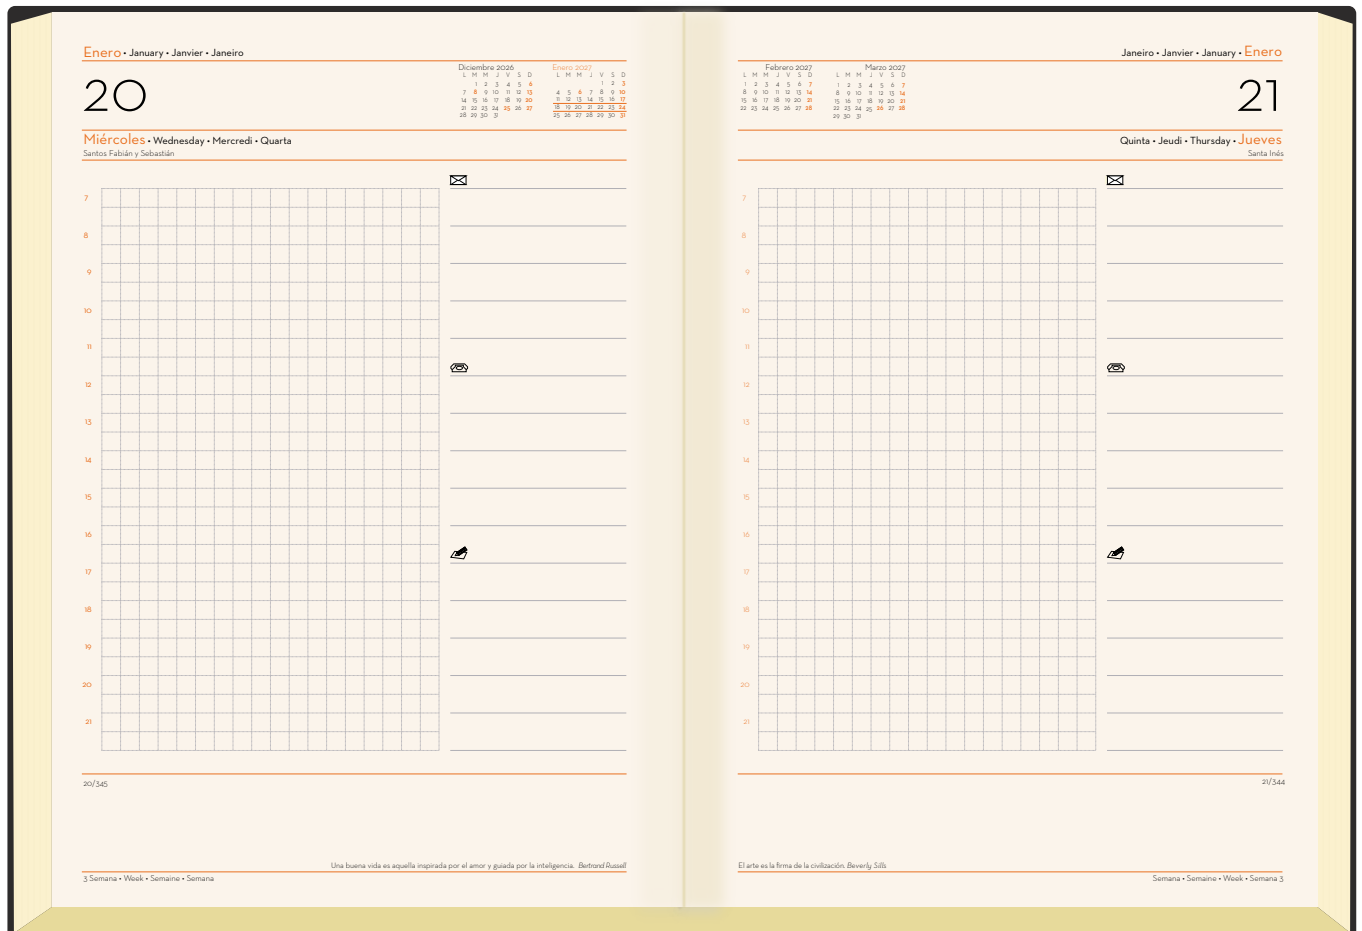 Enero • January • Janvier • Janeiro
20
Diciembre 2026
L M M J V S D
1 2 3 4 5 6
7 8 9 10 11 12 13
14 15 16 17 18 19 20
21 22 23 24 25 26 27
28 29 30 31
Enero 2027
L M M J V S D
1 2 3
4 5 6 7 8 9 10
11 12 13 14 15 16 17
18 19 20 21 22 23 24
25 26 27 28 29 30 31
Miércoles • Wednesday • Mercredi • Quarta
Santos Fabián y Sebastián
7
8
9
10
11
12
13
14
15
16
17
18
19
20
21
20/345
Una buena vida es aquella inspirada por el amor y guiada por la inteligencia. Bertrand Russell
3 Semana • Week • Semaine • Semana
Janeiro • Janvier • January • Enero
Febrero 2027
L M M J V S D
1 2 3 4 5 6 7
8 9 10 11 12 13 14
15 16 17 18 19 20 21
22 23 24 25 26 27 28
Marzo 2027
L M M J V S D
1 2 3 4 5 6 7
8 9 10 11 12 13 14
15 16 17 18 19 20 21
22 23 24 25 26 27 28
29 30 31
21
Quinta • Jeudi • Thursday • Jueves
Santa Inés
7
8
9
10
11
12
13
14
15
16
17
18
19
20
21
21/344
El arte es la firma de la civilización. Beverly Sills
Semana • Semaine • Week • Semana 3